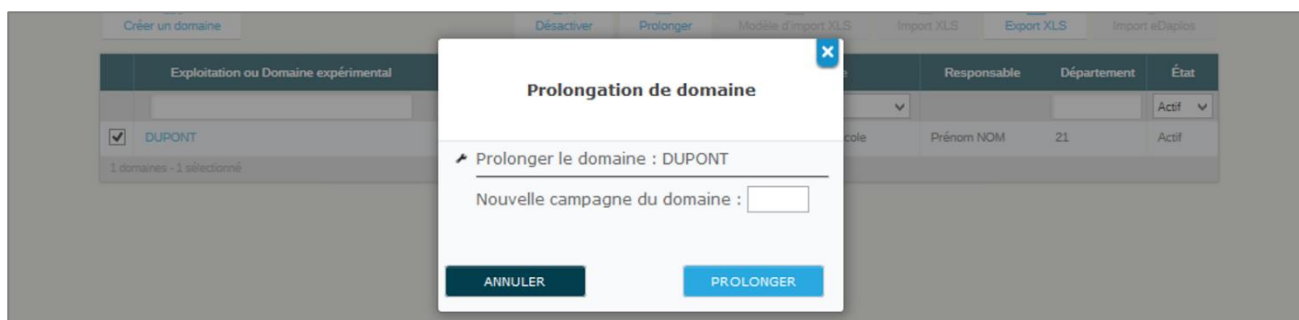 Créer un domaine Désactiver Prolonger Modèle d'import XLS Import XLS Export XLS Import eDaplos
Exploitation ou Domaine expérimental Responsable Département État
Prolongation de domaine
Actif
DUPONT cole Prénom NOM 21 Actif
1 domaines - 1 sélectionné
Prolonger le domaine : DUPONT
Nouvelle campagne du domaine :
ANNULER PROLONGER